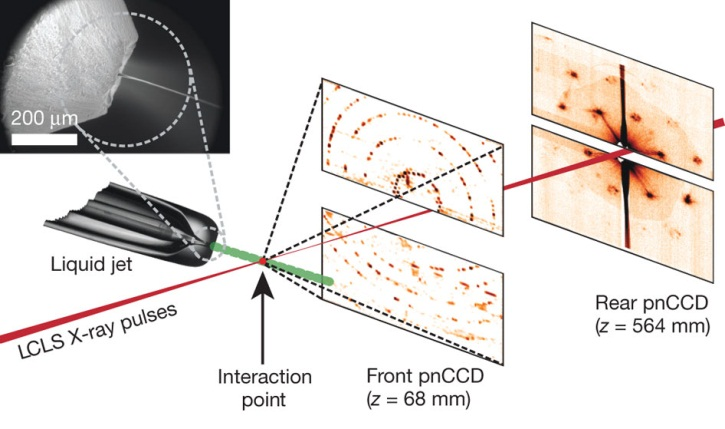 200 μm
Liquid jet
LCLS X-ray pulses
Interaction
point
Front pnCCD
(z = 68 mm)
Rear pnCCD
(z = 564 mm)